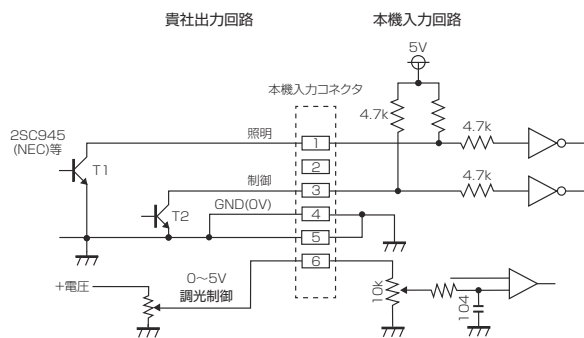 貴社出力回路
本機入力回路
5V
本機入力コネクタ
4.7k
4.7k
2SC945
(NEC)等
照明
1
T1
2
制御
3
4.7k
T2
GND(0V)
4
5
6
+電圧
0～5V
調光制御
10k
104